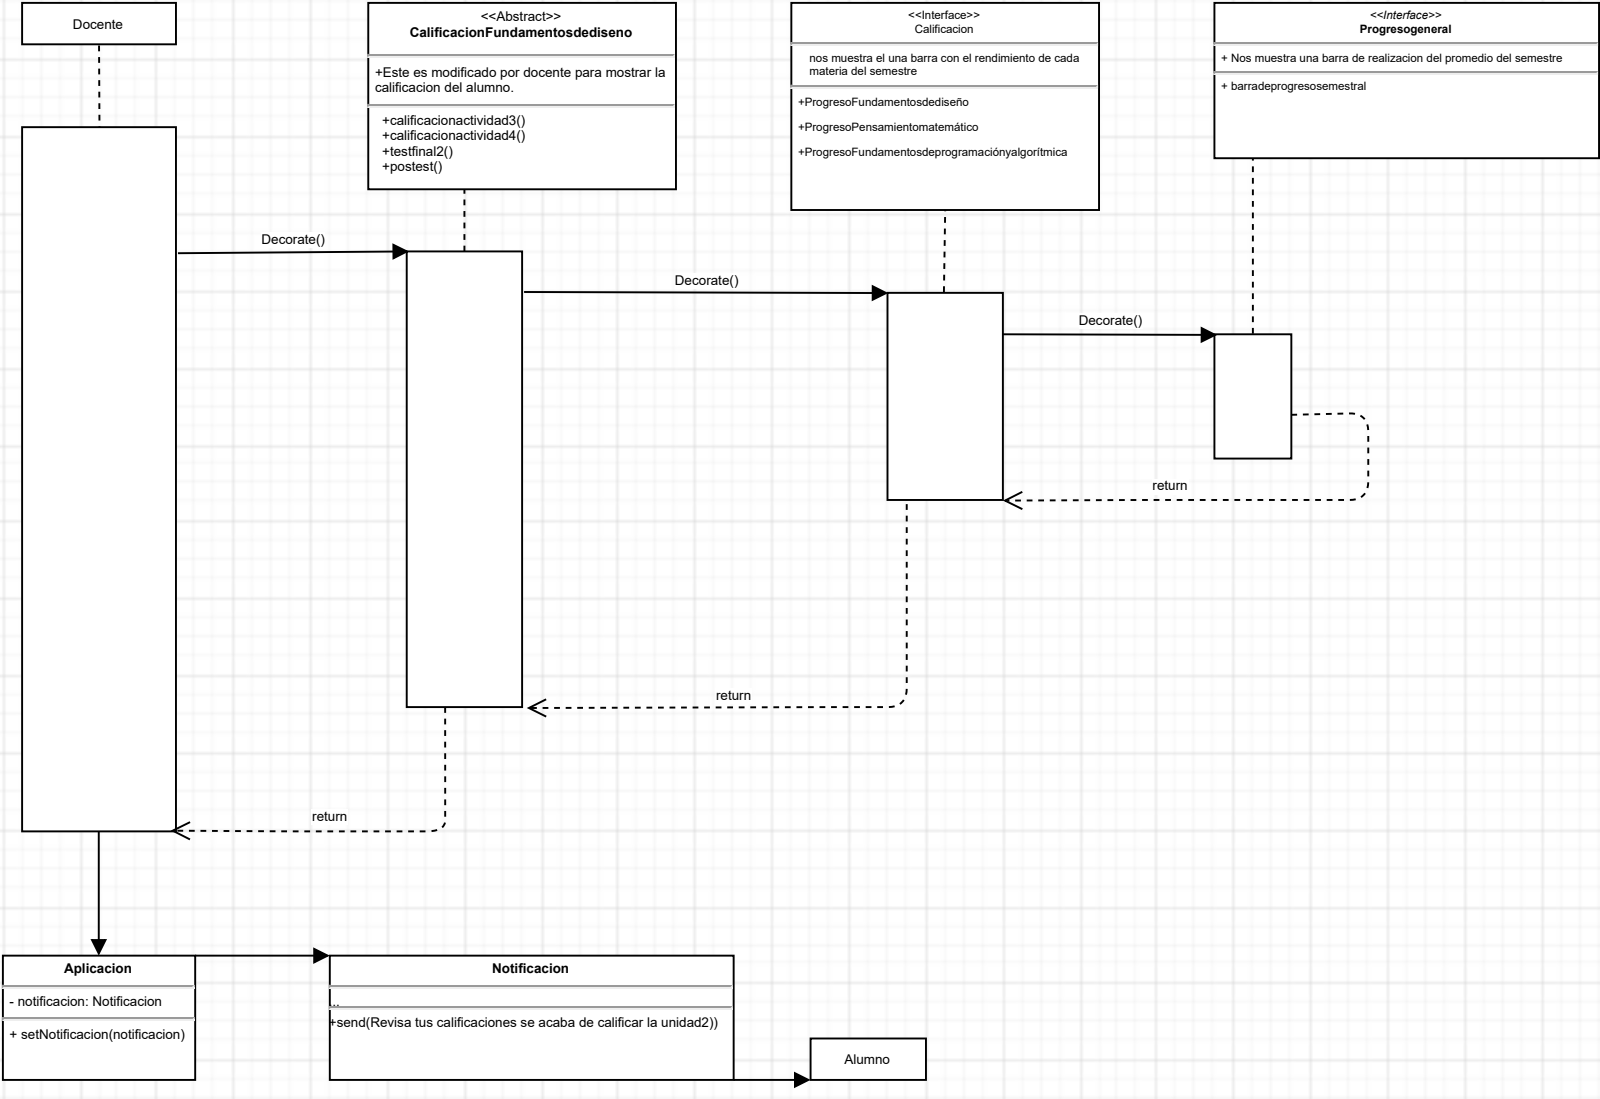 Docente
<<Abstract>>
CalificacionFundamentosdediseno
+Este es modificado por docente para mostrar la
calificacion del alumno.
+calificacionactividad3()
+calificacionactividad4()
+testfinal2()
+postest()
<<Interface>>
Calificacion
nos muestra el una barra con el rendimiento de cada
materia del semestre
+ProgresoFundamentosdediseño
+ProgresoPensamientomatemático
+ProgresoFundamentosdeprogramaciónyalgorítmica
<<Interface>>
Progresogeneral
+ Nos muestra una barra de realizacion del promedio del semestre
+ barradeprogresosemestral
Decorate()
Decorate()
Decorate()
return
return
return
Aplicacion
- notificacion: Notificacion
+ setNotificacion(notificacion)
Notificacion
...
+send(Revisa tus calificaciones se acaba de calificar la unidad2))
Alumno